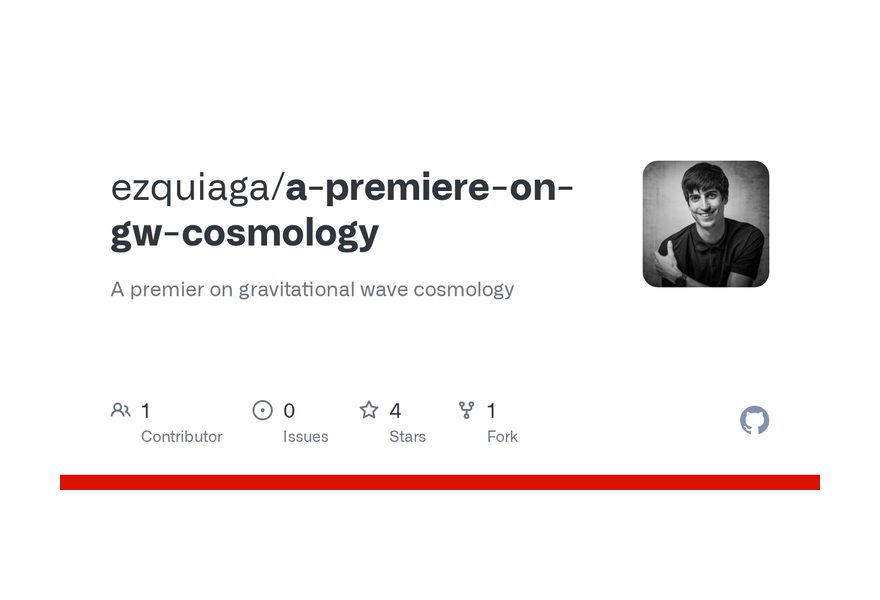 ezquiaga/a-premiere-on-
gw-cosmology
A premier on gravitational wave cosmology
1 0 4 1
Contributor Issues Stars Fork